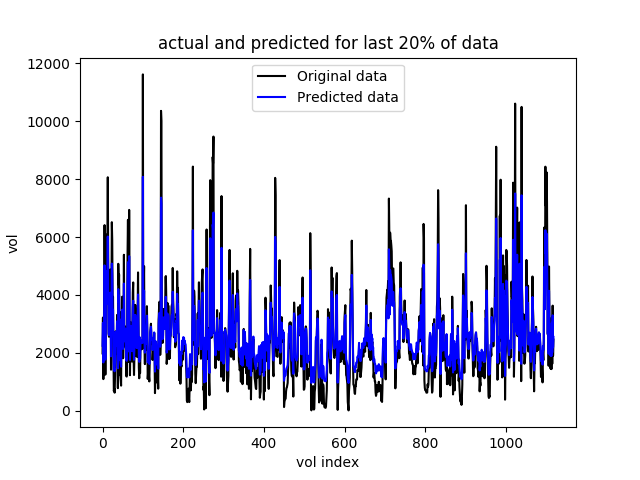 actual and predicted for last 20% of data
Original data
Predicted data
12000
10000
8000
6000
4000
2000
0
vol
0 200 400 600 800 1000
vol index